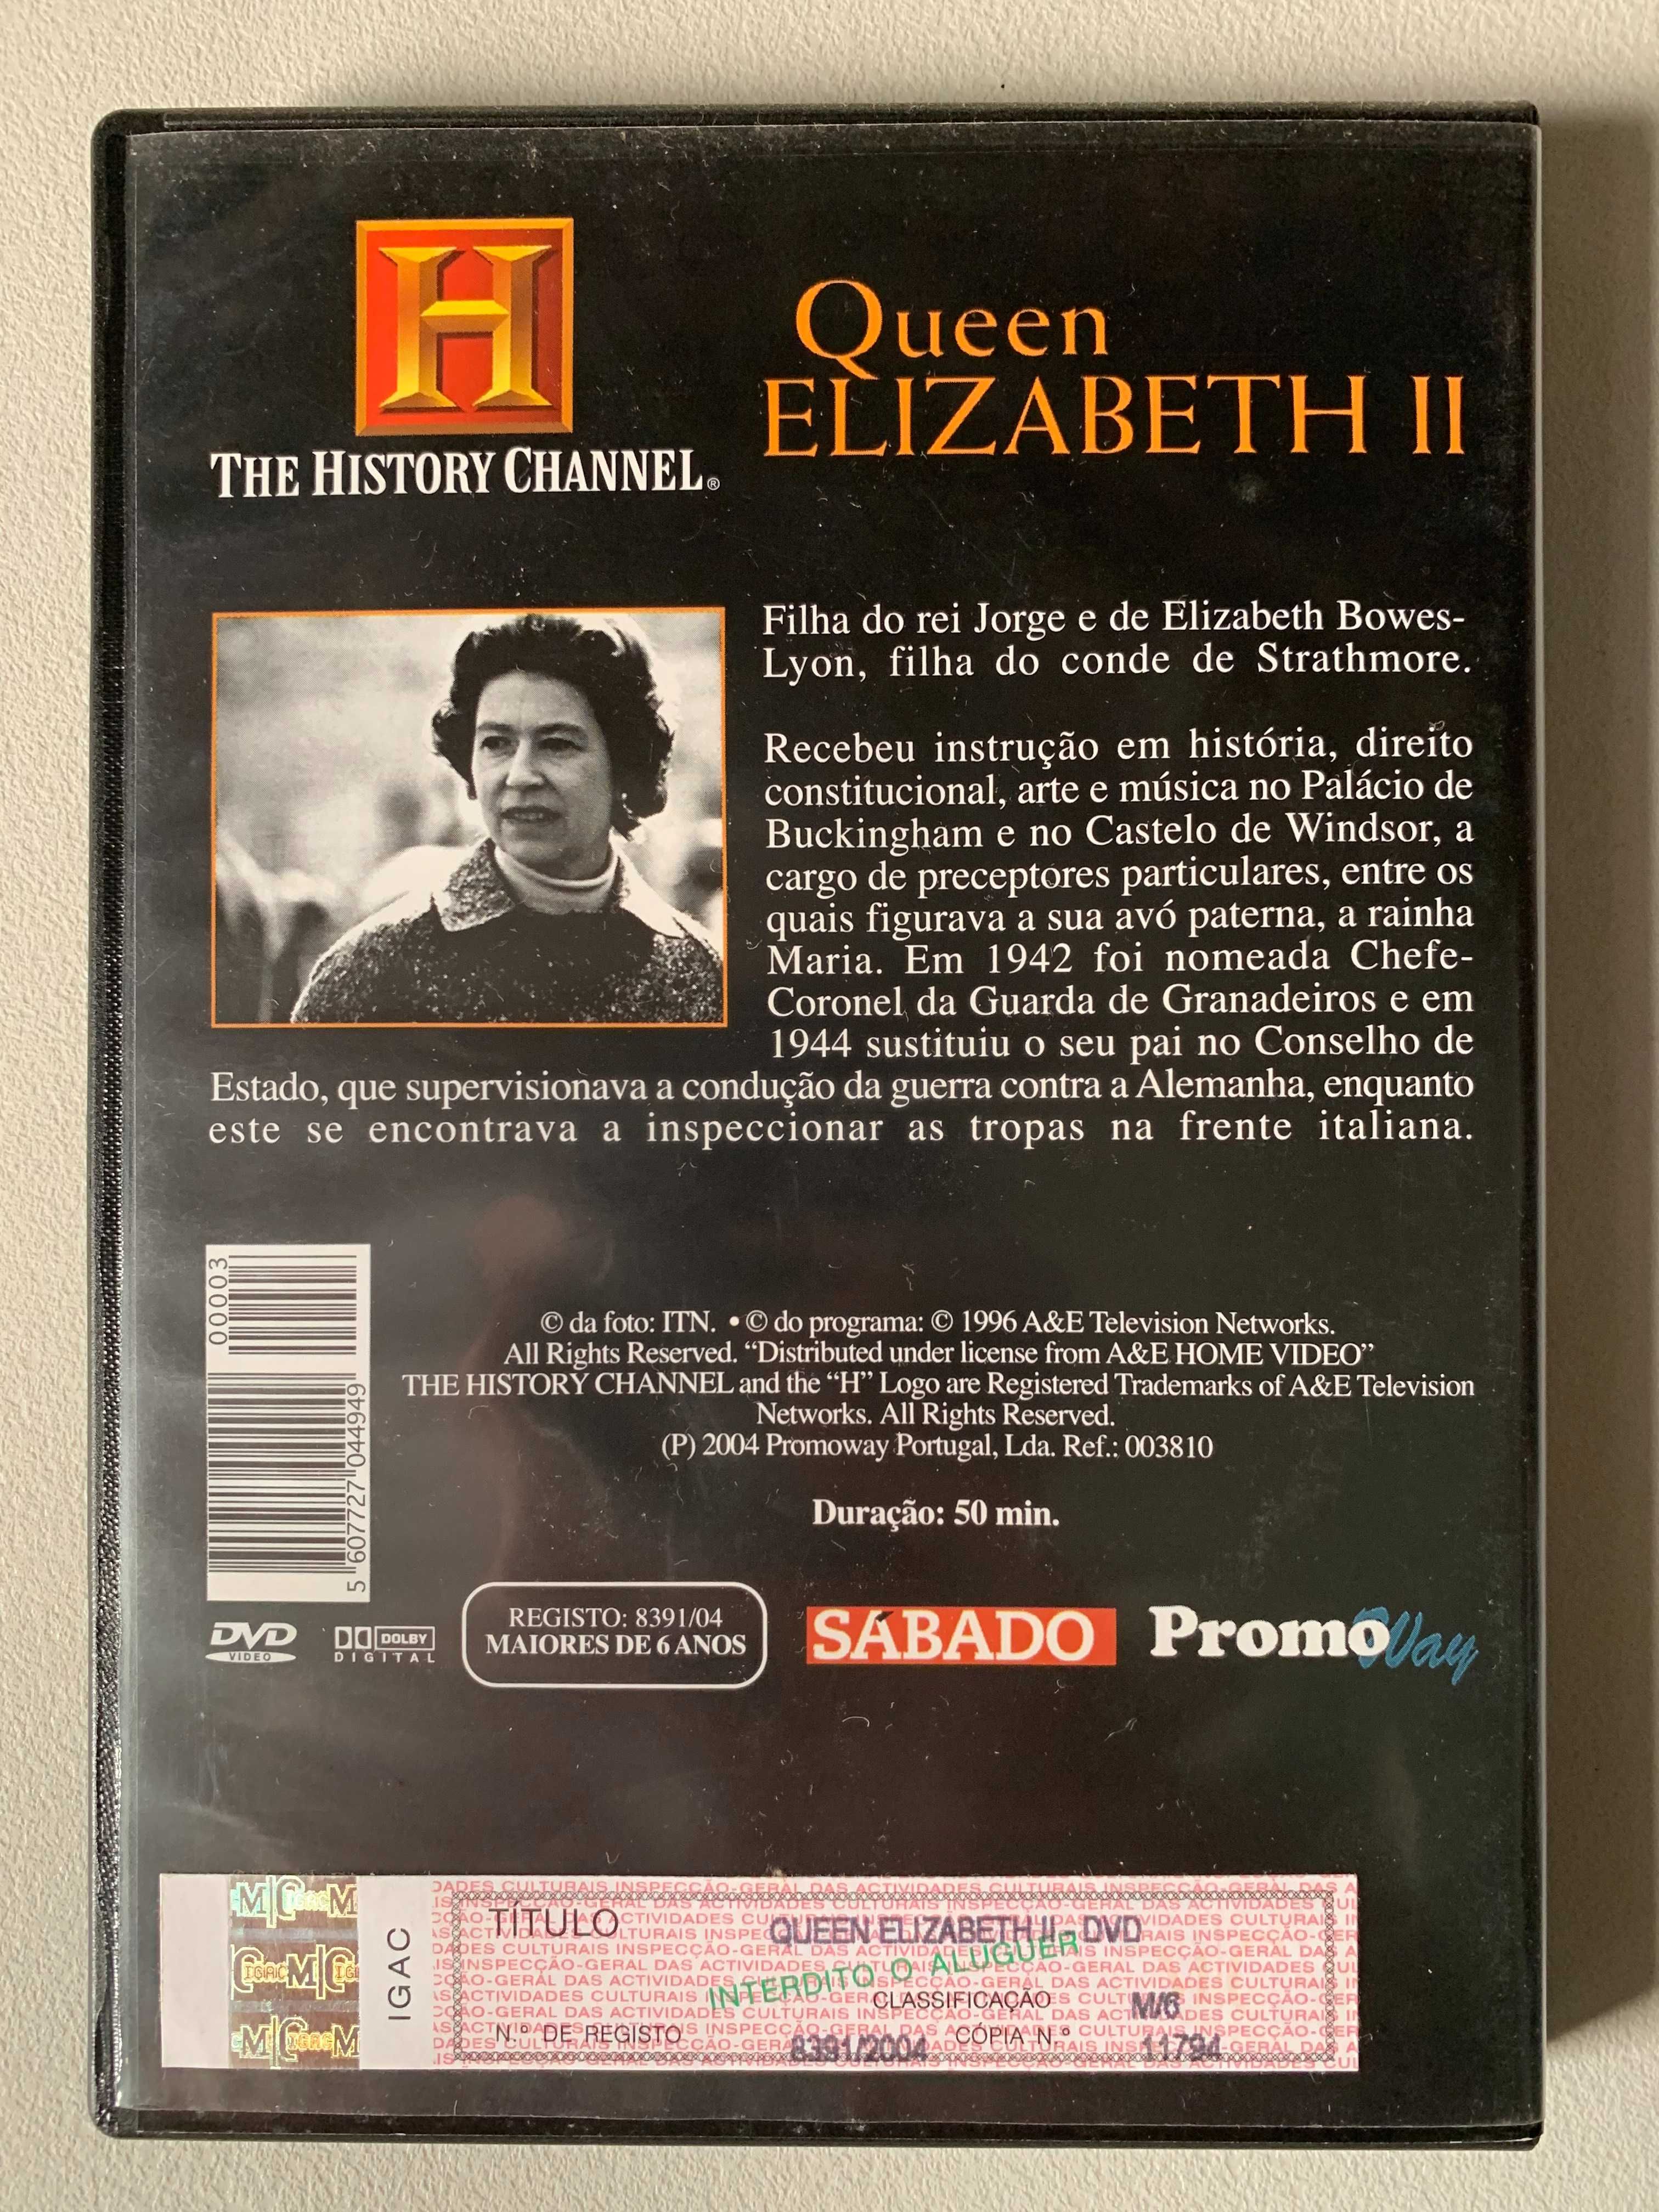 H
THE HISTORY CHANNEL®
Queen
ELIZABETH II
Filha do rei Jorge e de Elizabeth Bowes-
Lyon, filha do conde de Strathmore.
Recebeu instrução em história, direito
constitucional, arte e música no Palácio de
Buckingham e no Castelo de Windsor, a
cargo de preceptores particulares, entre os
quais figurava a sua avó paterna, a rainha
Maria. Em 1942 foi nomeada Chefe-
Coronel da Guarda de Granadeiros e em
1944 sustituiu o seu pai no Conselho de
Estado, que supervisionava a condução da guerra contra a Alemanha, enquanto
este se encontrava a inspeccionar as tropas na frente italiana.
00003
5 607727 044949
© da foto: ITN. • © do programa: © 1996 A&E Television Networks.
All Rights Reserved. “Distributed under license from A&E HOME VIDEO”
THE HISTORY CHANNEL and the “H” Logo are Registered Trademarks of A&E Television
Networks. All Rights Reserved.
(P) 2004 Promoway Portugal, Lda. Ref.: 003810
Duração: 50 min.
DVD
VIDEO
DOLBY
DIGITAL
REGISTO: 8391/04
MAIORES DE 6 ANOS
SÁBADO
PromoWay
IGAC
TÍTULO QUEEN ELIZABETH II - DVD
INTERDITO O ALUGUER
CLASSIFICAÇÃO M/6
N.º DE REGISTO 8391/2004 CÓPIA N.º 11794